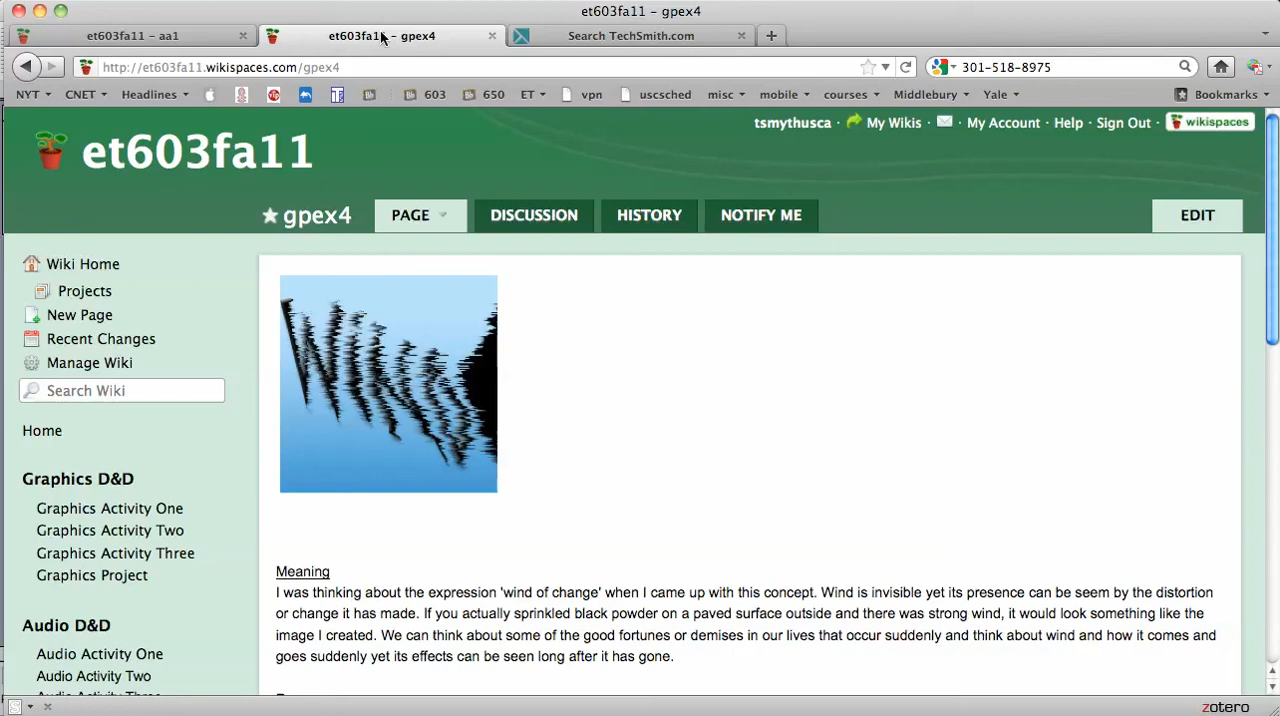 et603fa11 – gpex4
et603fa11 – aa1
et603fa11 – gpex4
Search TechSmith.com
http://et603fa11.wikispaces.com/gpex4
301-518-8975
NYT CNET Headlines 603 650 ET vpn uscsched misc mobile courses Middlebury Yale Bookmarks
tsmythusca · My Wikis · · My Account · Help · Sign Out · wikispaces
et603fa11
gpex4 PAGE DISCUSSION HISTORY NOTIFY ME EDIT
Wiki Home
Projects
New Page
Recent Changes
Manage Wiki
Search Wiki
Home
Graphics D&D
Graphics Activity One
Graphics Activity Two
Graphics Activity Three
Graphics Project
Audio D&D
Audio Activity One
Audio Activity Two
Audio Activity Three
Meaning
I was thinking about the expression 'wind of change' when I came up with this concept. Wind is invisible yet its presence can be seem by the distortion
or change it has made. If you actually sprinkled black powder on a paved surface outside and there was strong wind, it would look something like the
image I created. We can think about some of the good fortunes or demises in our lives that occur suddenly and think about wind and how it comes and
goes suddenly yet its effects can be seen long after it has gone.
zotero